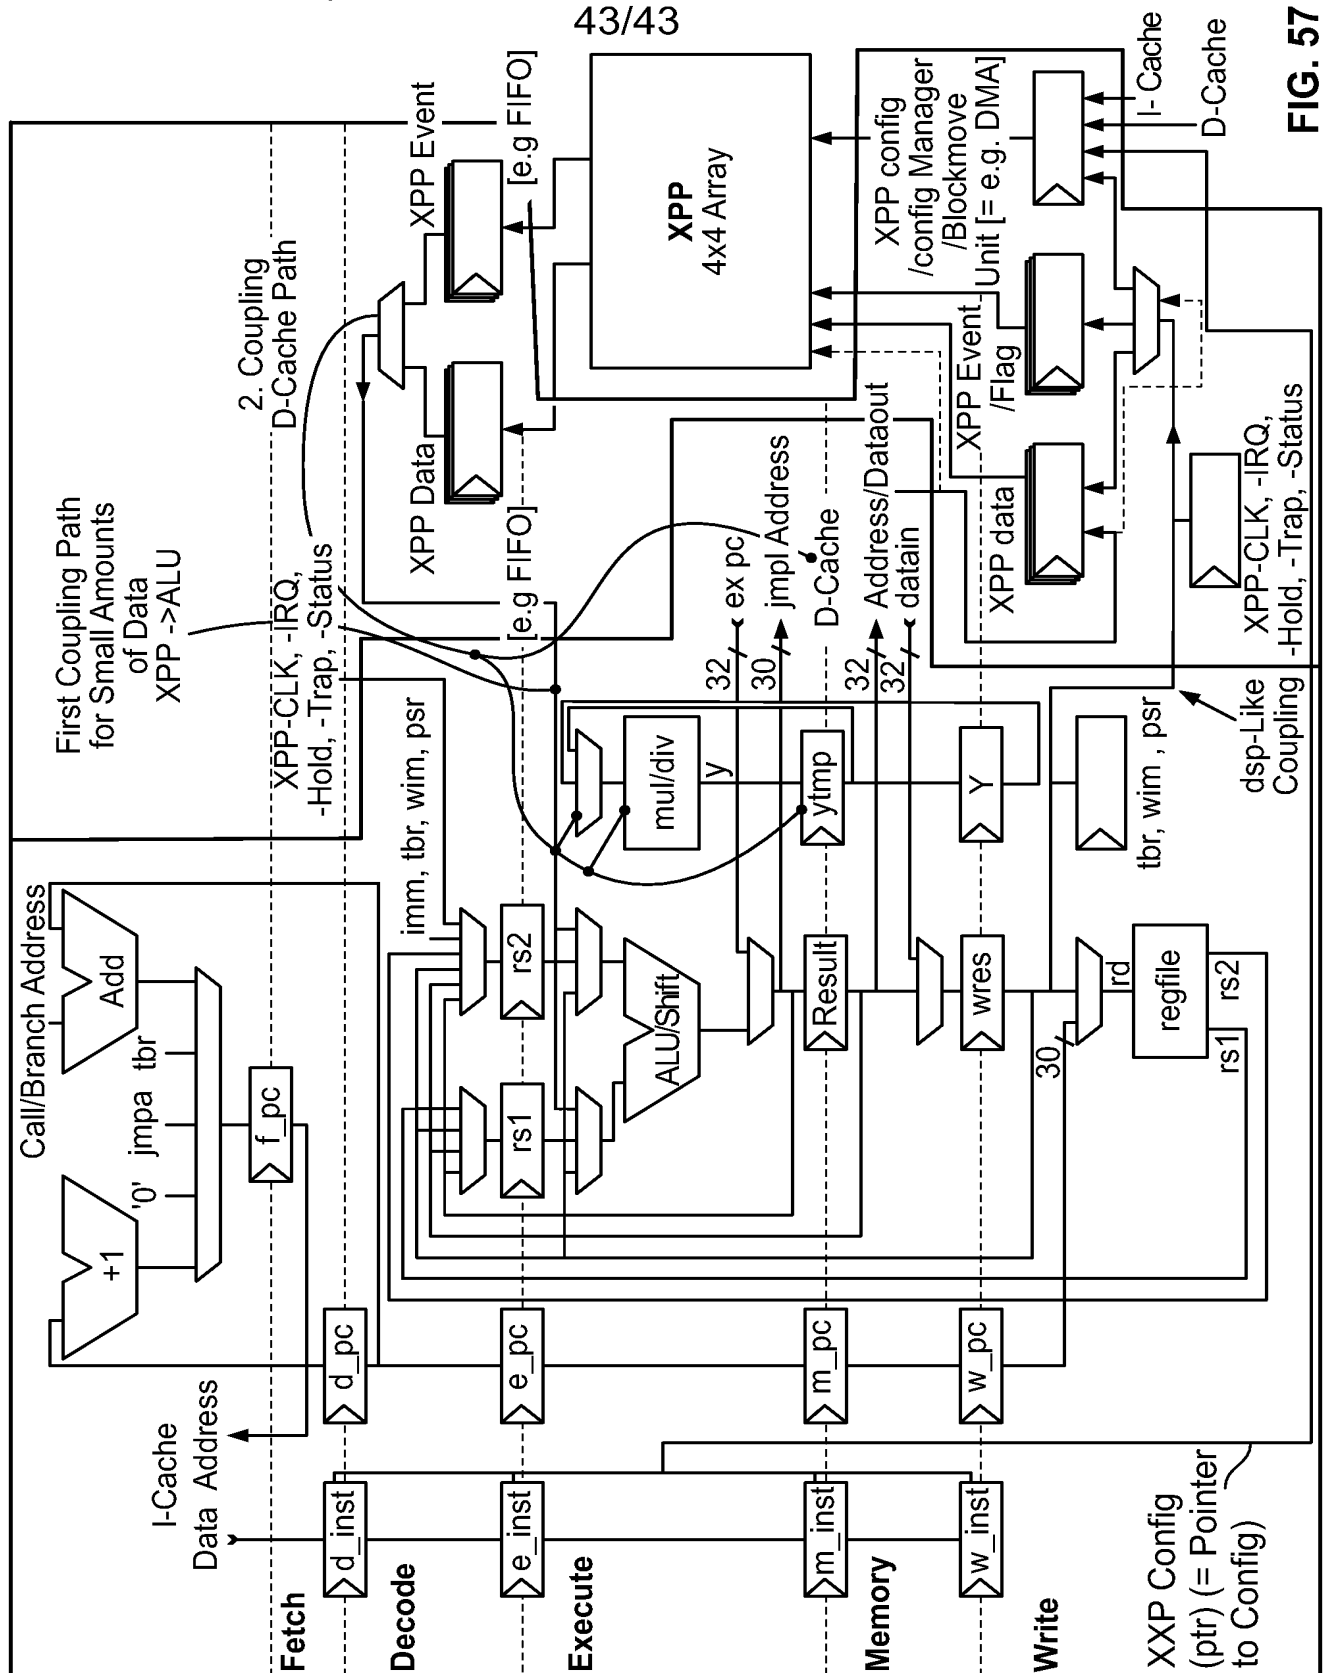 43/43
FIG. 57
Call/Branch Address
Add
+1
'0'
jmpa
tbr
f_pc
I-Cache
Data Address
Fetch
d_inst
d_pc
Decode
First Coupling Path
for Small Amounts
of Data
XPP ->ALU
XPP-CLK, -IRQ,
-Hold, -Trap, -Status
imm, tbr, wim, psr
2. Coupling
D-Cache Path
XPP Event
XPP Data
[e.g FIFO]
[e.g FIFO]
e_inst
e_pc
rs1
rs2
Execute
ALU/Shift
mul/div
y
32
ex pc
30
jmpl Address
XPP
4x4 Array
m_inst
m_pc
Result
ytmp
D-Cache
Memory
32
Address/Dataout
32
datain
XPP config
/config Manager
/Blockmove
Unit [= e.g. DMA]
XPP Event
/Flag
XPP data
w_inst
w_pc
wres
Y
Write
30
rd
regfile
rs1
rs2
tbr, wim , psr
dsp-Like
Coupling
XPP-CLK, -IRQ,
-Hold, -Trap, -Status
I- Cache
D-Cache
XXP Config
(ptr) (= Pointer
to Config)